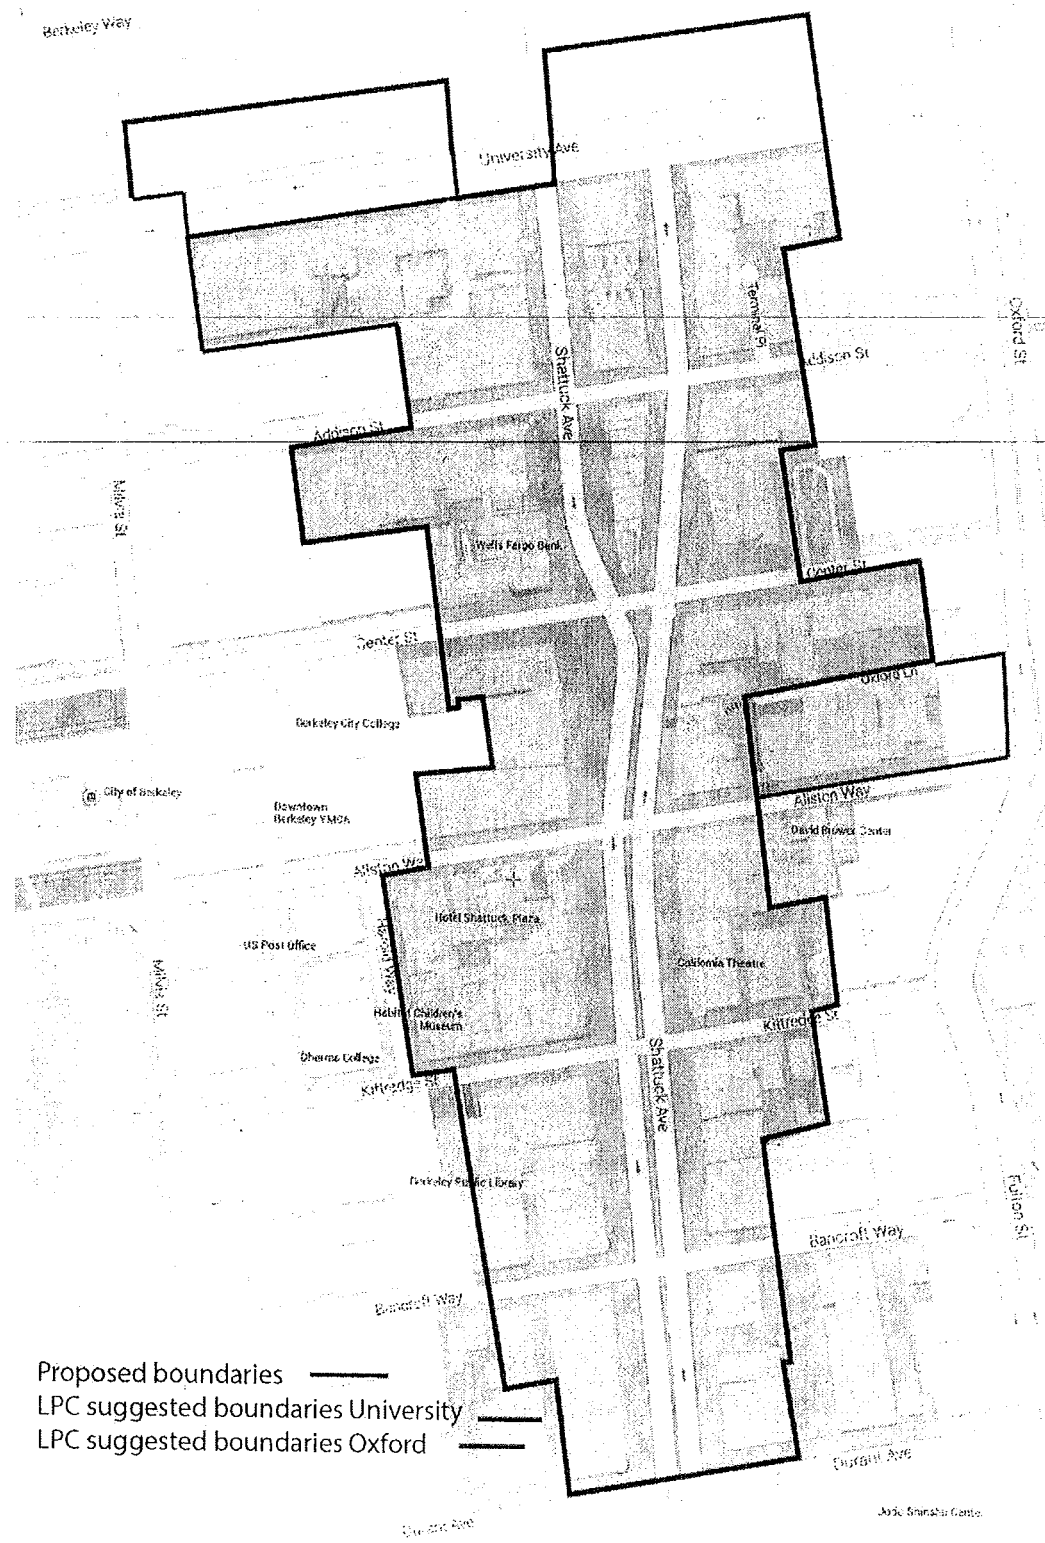 Berkeley Way
University Ave
Terminal Pl
Oxford St
Shattuck Ave
Addison St
Addison St
Milvia St
Wells Fargo Bank
Center St
Center St
Oxford Ln
Berkeley City College
City of Berkeley
Downtown
Berkeley YMCA
Allston Way
David Brower Center
Allston Way
Hotel Shattuck Plaza
US Post Office
Harold Way
California Theatre
Milvia St
Habitot Children's
Museum
Kittredge St
Dharma College
Kittredge St
Shattuck Ave
Berkeley Public Library
Fulton St
Bancroft Way
Bancroft Way
Proposed boundaries
LPC suggested boundaries University
LPC suggested boundaries Oxford
Durant Ave
Jodo Shinshu Center
Durant Ave